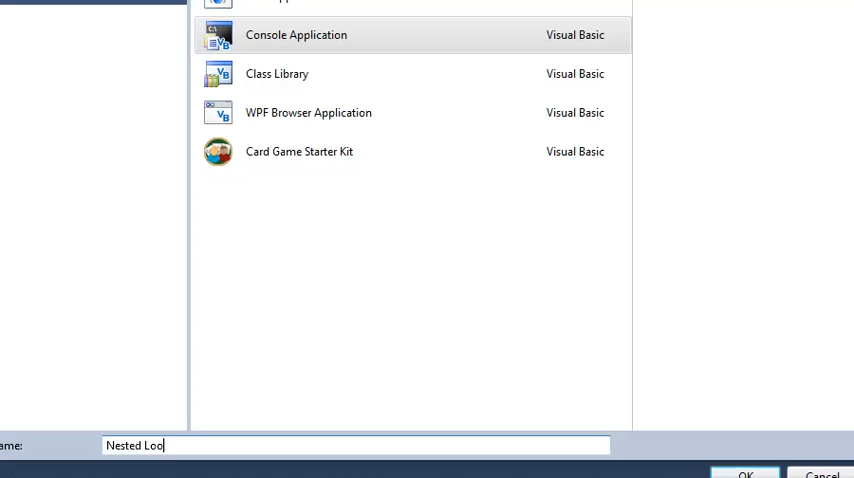 Console Application Visual Basic
Class Library Visual Basic
WPF Browser Application Visual Basic
Card Game Starter Kit Visual Basic
ame: Nested Loo
OK Cancel